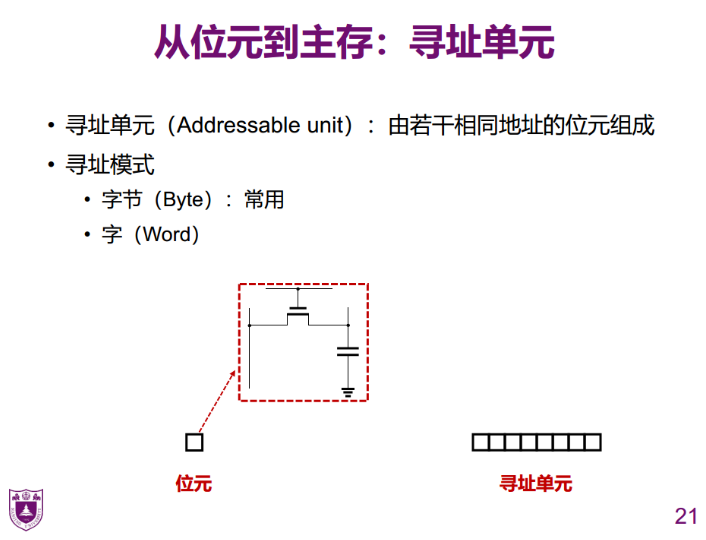 从位元到主存：寻址单元
• 寻址单元（Addressable unit）：由若干相同地址的位元组成
• 寻址模式
• 字节（Byte）：常用
• 字（Word）
位元
寻址单元
21